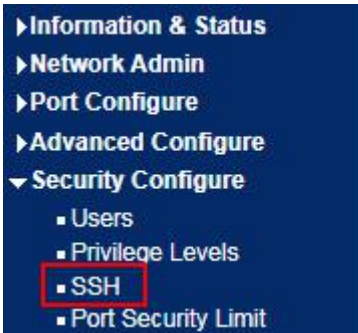 Information & Status
Network Admin
Port Configure
Advanced Configure
Security Configure
Users
Privilege Levels
SSH
Port Security Limit